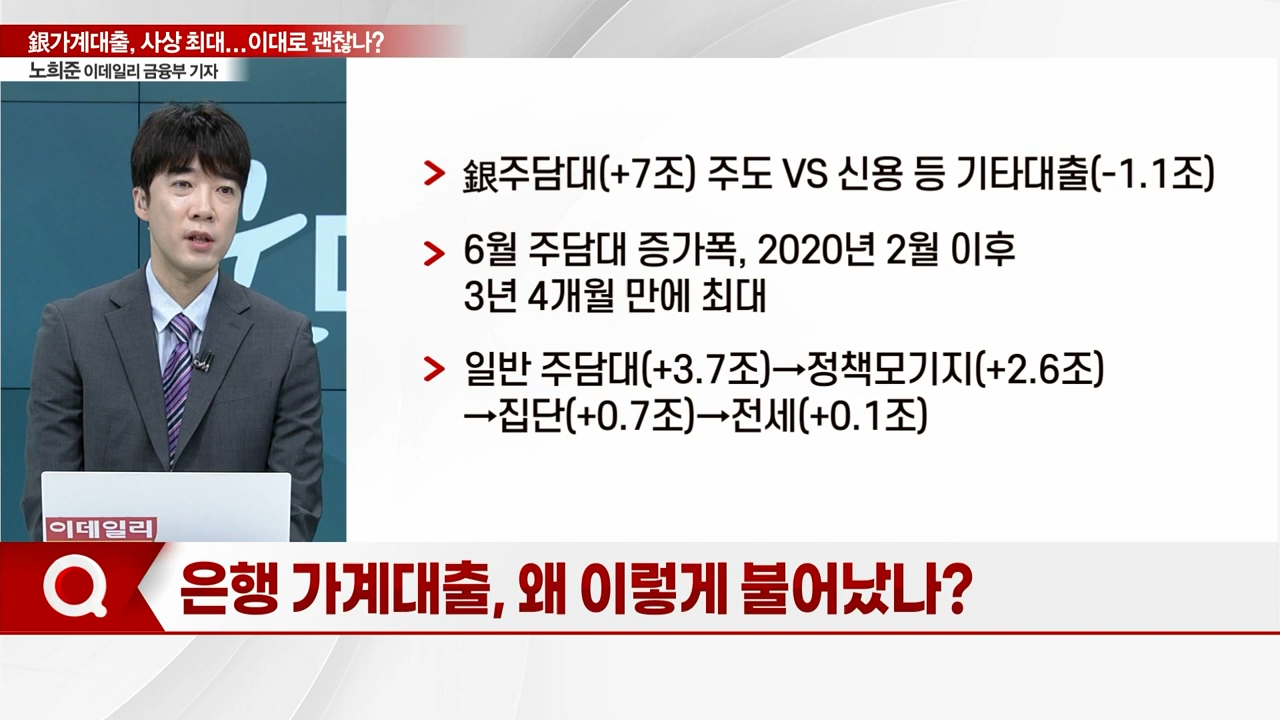 銀가계대출, 사상 최대...이대로 괜찮나?
노희준 이데일리 금융부 기자
銀주담대(+7조) 주도 VS 신용 등 기타대출(-1.1조)
6월 주담대 증가폭, 2020년 2월 이후
3년 4개월 만에 최대
일반 주담대(+3.7조)→정책모기지(+2.6조)
→집단(+0.7조)→전세(+0.1조)
이데일리
Q 은행 가계대출, 왜 이렇게 불어났나?